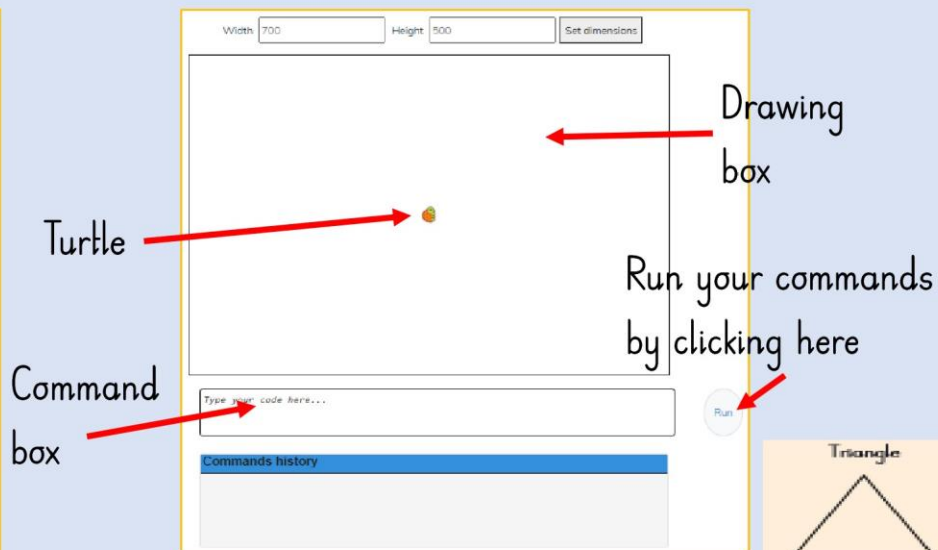 Width 700 Height 500 Set dimensions
Drawing
box
Turtle
Run your commands
by clicking here
Command
box
Type your code here...
Run
Commands history
Triangle